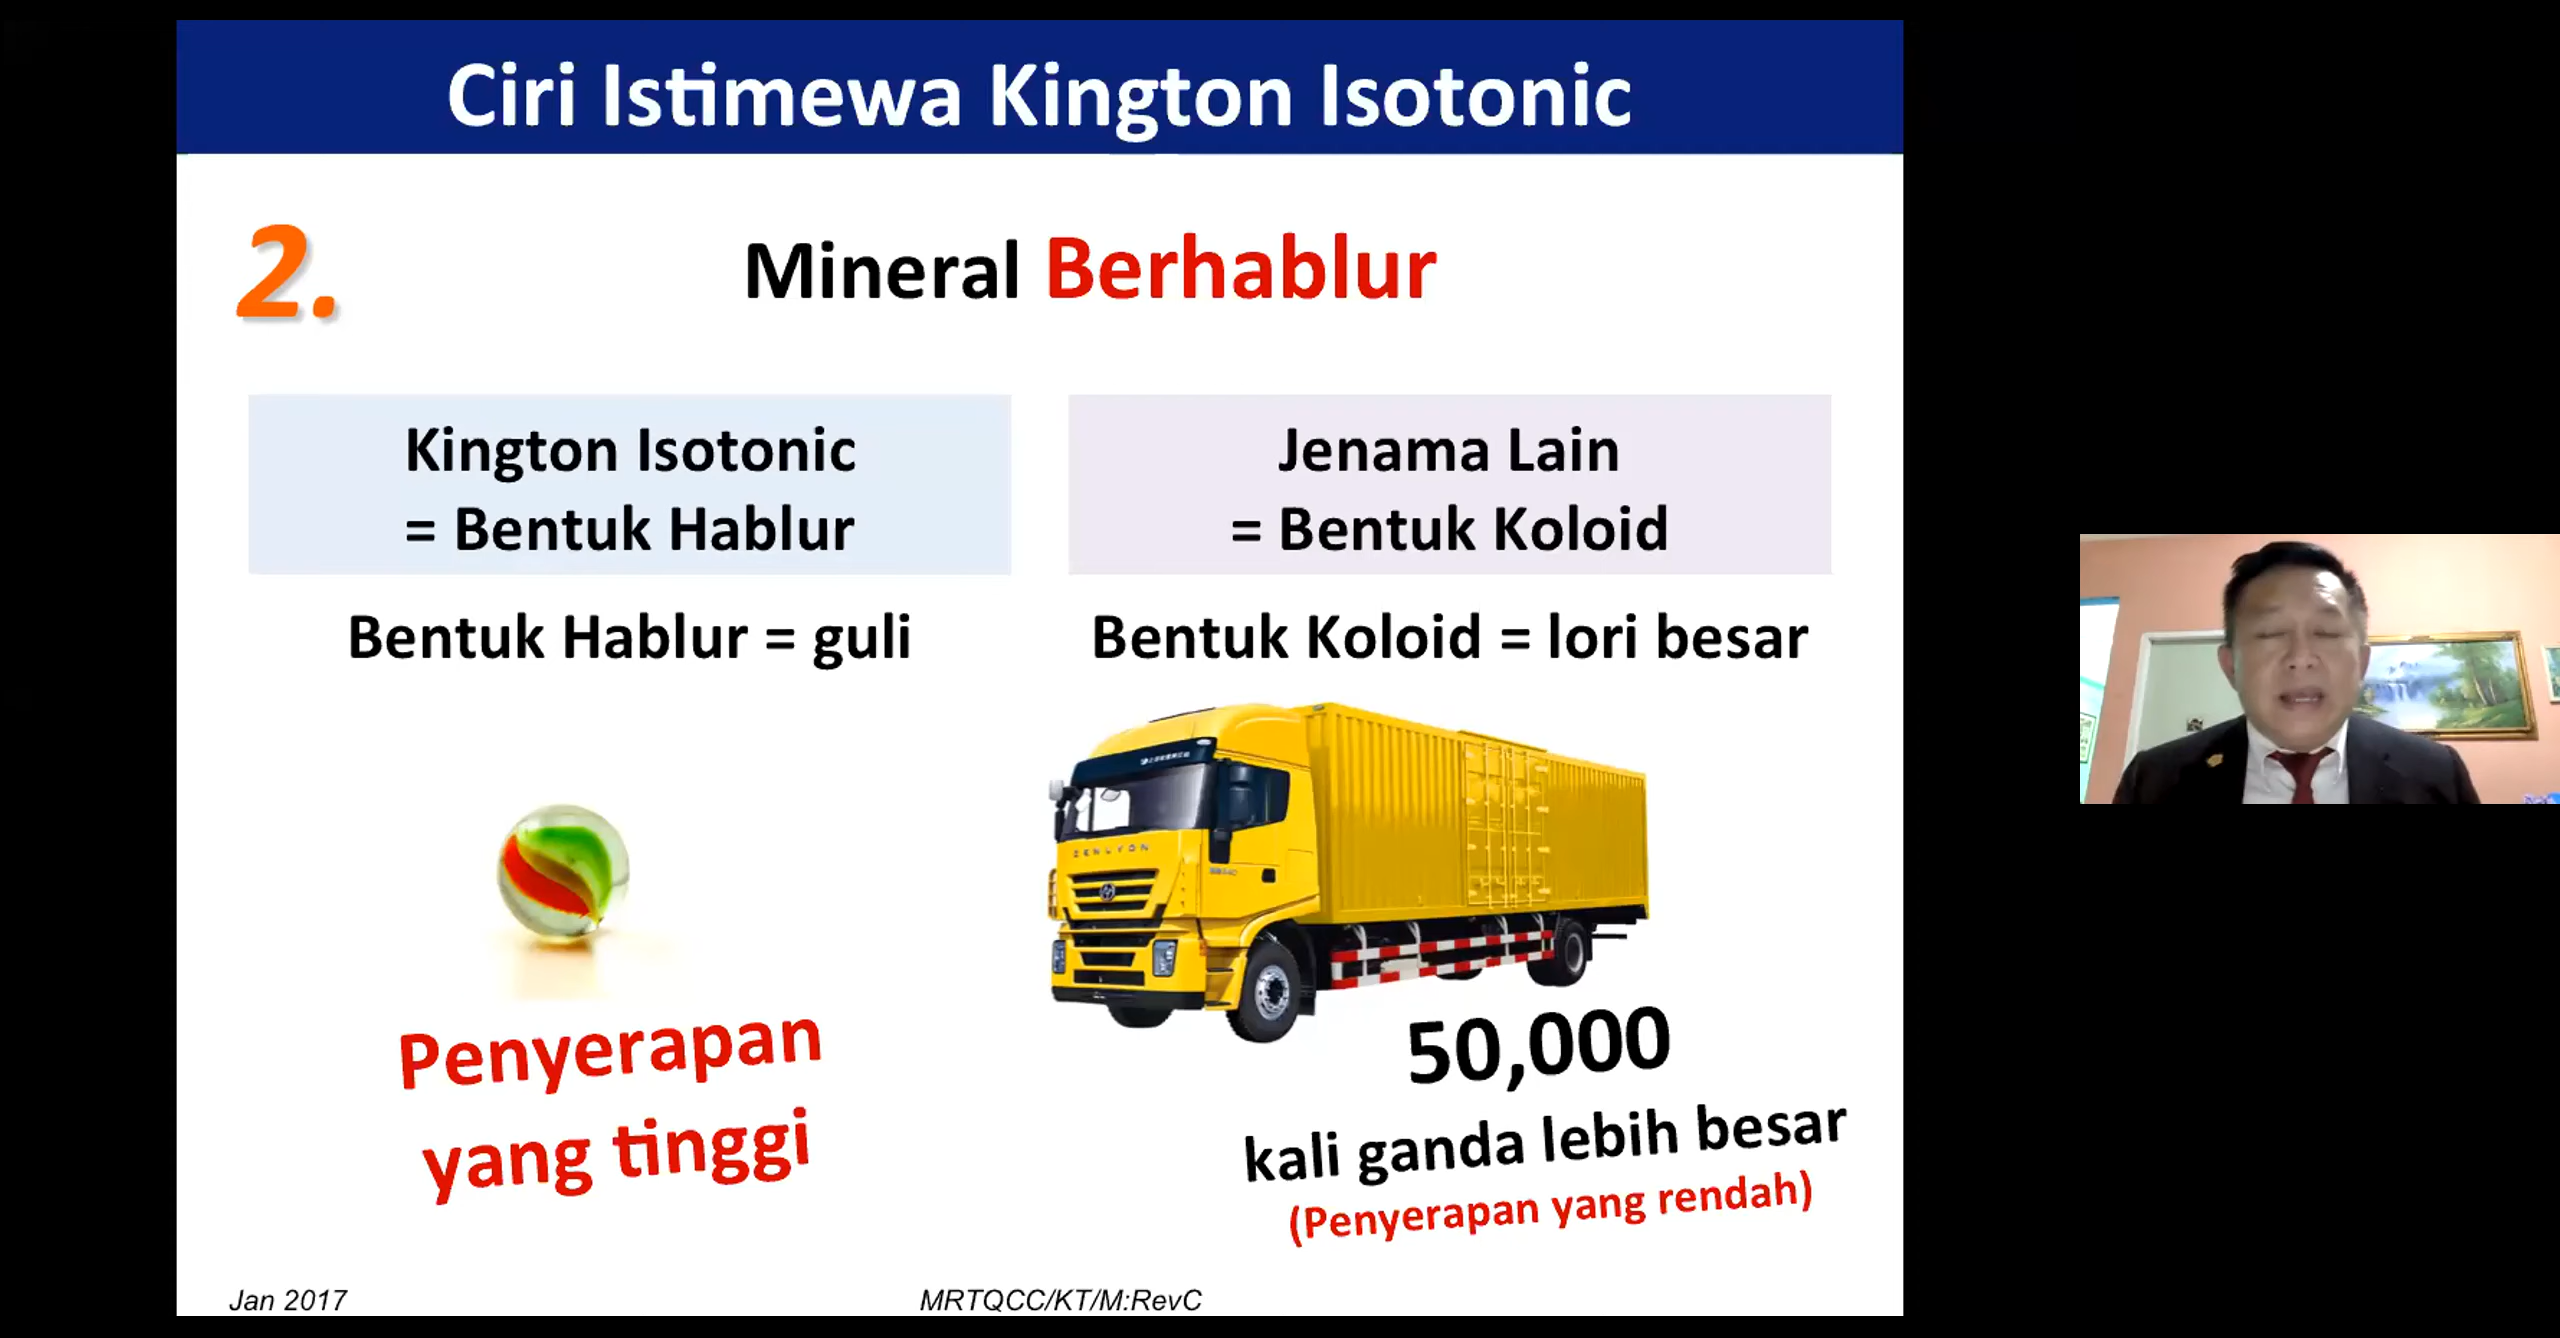 Ciri Istimewa Kington Isotonic
2.
Mineral Berhablur
Kington Isotonic
= Bentuk Hablur
Jenama Lain
= Bentuk Koloid
Bentuk Hablur = guli
Bentuk Koloid = lori besar
GENLYON
Penyerapan
yang tinggi
50,000
kali ganda lebih besar
(Penyerapan yang rendah)
Jan 2017
MRTQCC/KT/M:RevC